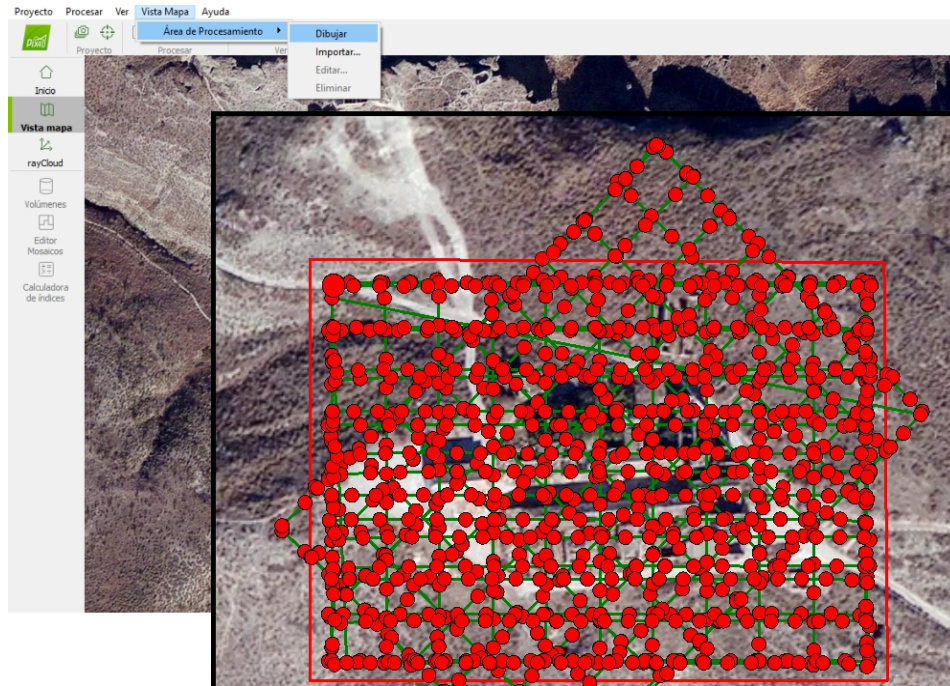 Proyecto Procesar Ver Vista Mapa Ayuda
Área de Procesamiento
Dibujar
Importar...
Editar...
Eliminar
Proyecto Procesar Ver
Inicio
Vista mapa
rayCloud
Volúmenes
Editor
Mosaicos
Calculadora
de índices